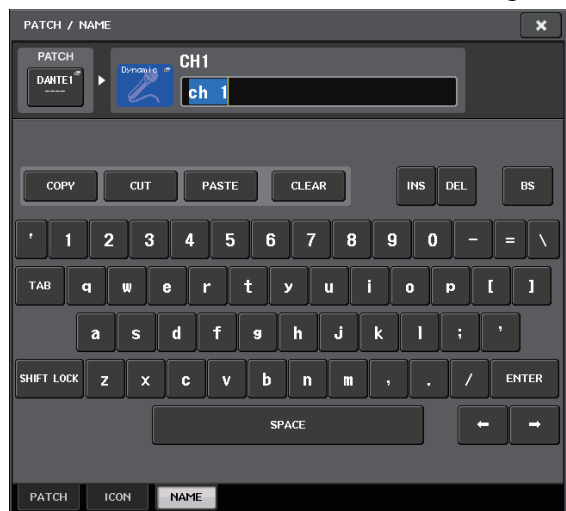 PATCH / NAME
PATCH
DANTE1
----
Dynamic
CH1
ch 1
COPY CUT PASTE CLEAR INS DEL BS
' 1 2 3 4 5 6 7 8 9 0 - = \
TAB q w e r t y u i o p [ ]
a s d f g h j k l ; '
SHIFT LOCK z x c v b n m , . / ENTER
SPACE ← →
PATCH ICON NAME